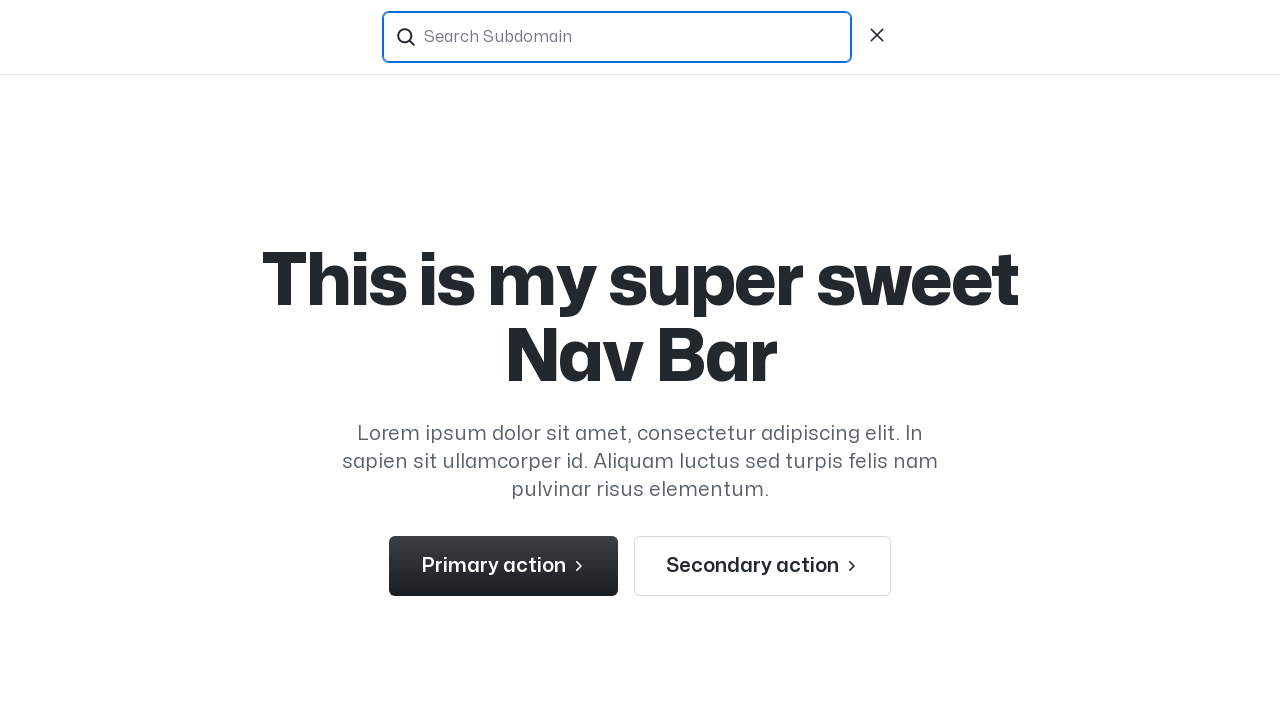 Search Subdomain
This is my super sweet
Nav Bar
Lorem ipsum dolor sit amet, consectetur adipiscing elit. In
sapien sit ullamcorper id. Aliquam luctus sed turpis felis nam
pulvinar risus elementum.
Primary action
Secondary action